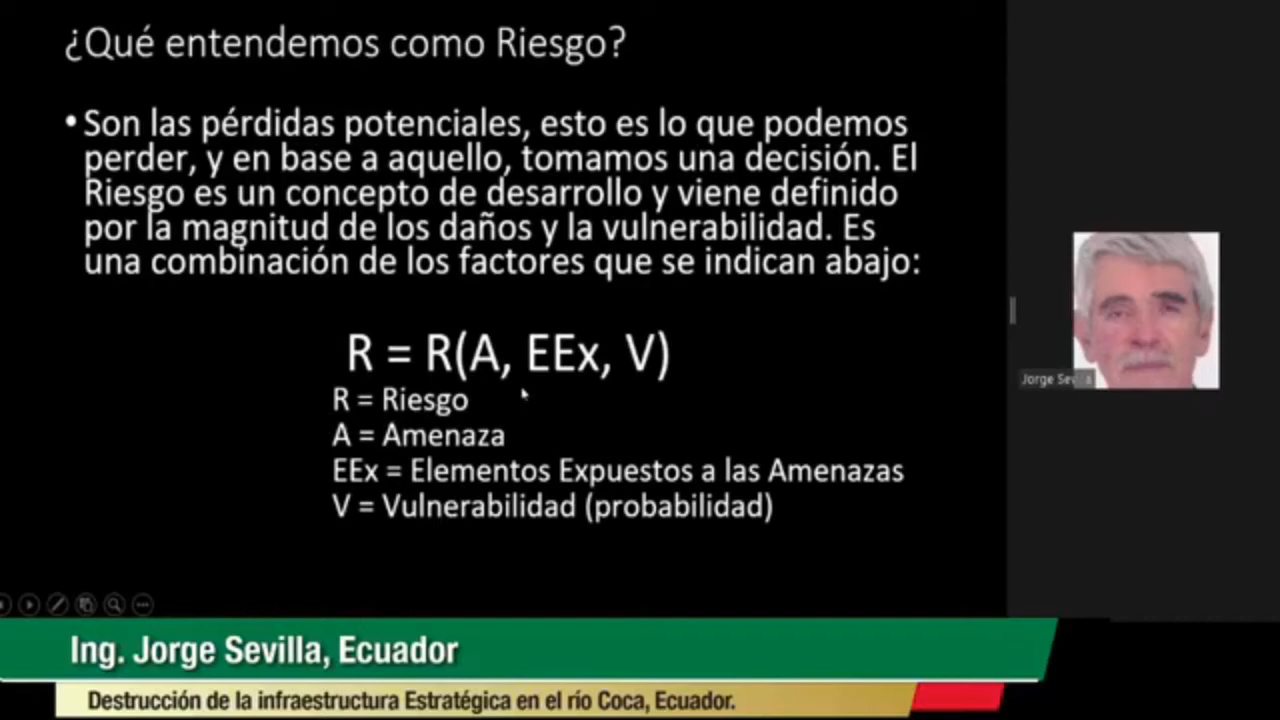 ¿Qué entendemos como Riesgo?
• Son las pérdidas potenciales, esto es lo que podemos
perder, y en base a aquello, tomamos una decisión. El
Riesgo es un concepto de desarrollo y viene definido
por la magnitud de los daños y la vulnerabilidad. Es
una combinación de los factores que se indican abajo:
R = R(A, EEx, V)
R = Riesgo
A = Amenaza
EEx = Elementos Expuestos a las Amenazas
V = Vulnerabilidad (probabilidad)
Jorge Sevilla
Ing. Jorge Sevilla, Ecuador
Destrucción de la infraestructura Estratégica en el río Coca, Ecuador.